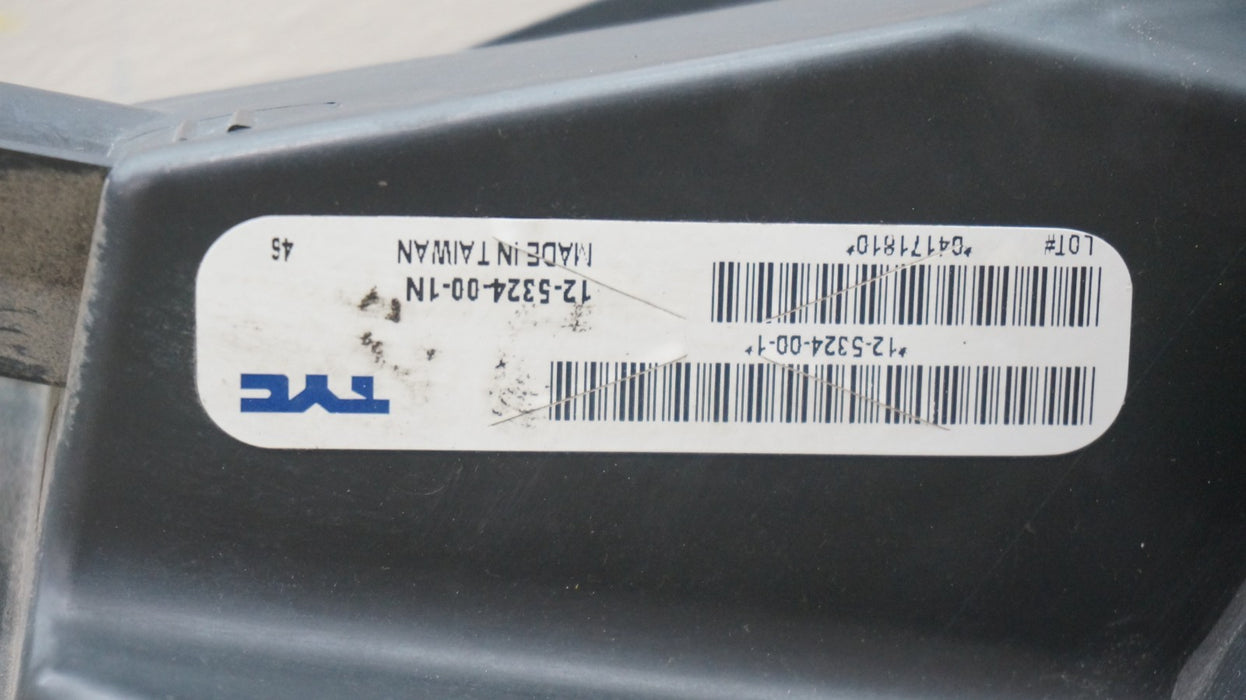 TYC
*12-5324-00-1*
12-5324-00-1N
LOT# *04171810*
MADE IN TAIWAN
45